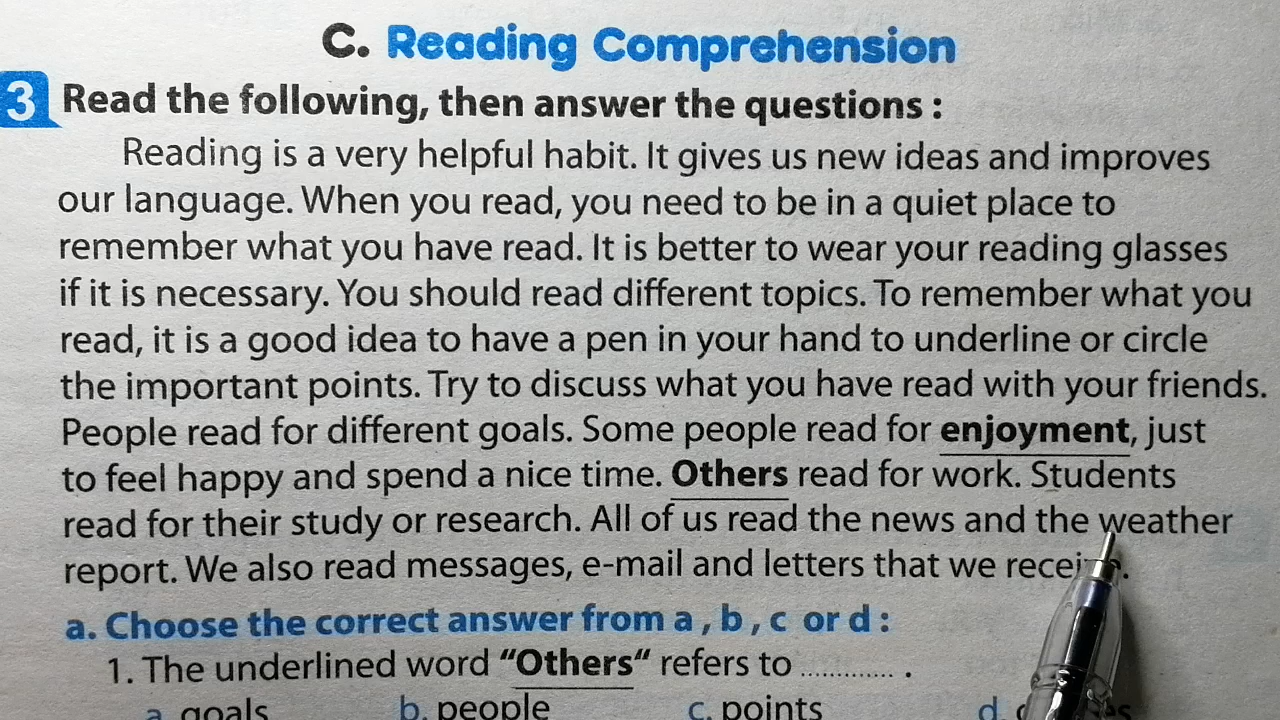 C. Reading Comprehension
3 Read the following, then answer the questions :
Reading is a very helpful habit. It gives us new ideas and improves
our language. When you read, you need to be in a quiet place to
remember what you have read. It is better to wear your reading glasses
if it is necessary. You should read different topics. To remember what you
read, it is a good idea to have a pen in your hand to underline or circle
the important points. Try to discuss what you have read with your friends.
People read for different goals. Some people read for enjoyment, just
to feel happy and spend a nice time. Others read for work. Students
read for their study or research. All of us read the news and the weather
report. We also read messages, e-mail and letters that we receive.
a. Choose the correct answer from a , b , c or d :
1. The underlined word “Others“ refers to ............. .
a. goals b. people c. points d.